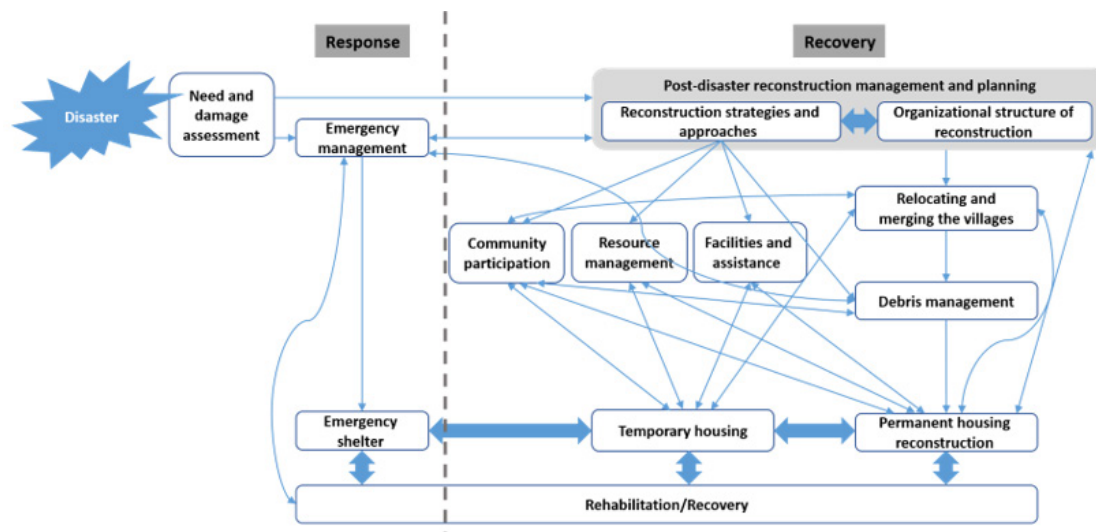 Response
Recovery
Disaster
Need and
damage
assessment
Emergency
management
Post-disaster reconstruction management and planning
Reconstruction strategies and
approaches
Organizational structure of
reconstruction
Relocating and
merging the villages
Community
participation
Resource
management
Facilities and
assistance
Debris management
Emergency
shelter
Temporary housing
Permanent housing
reconstruction
Rehabilitation/Recovery